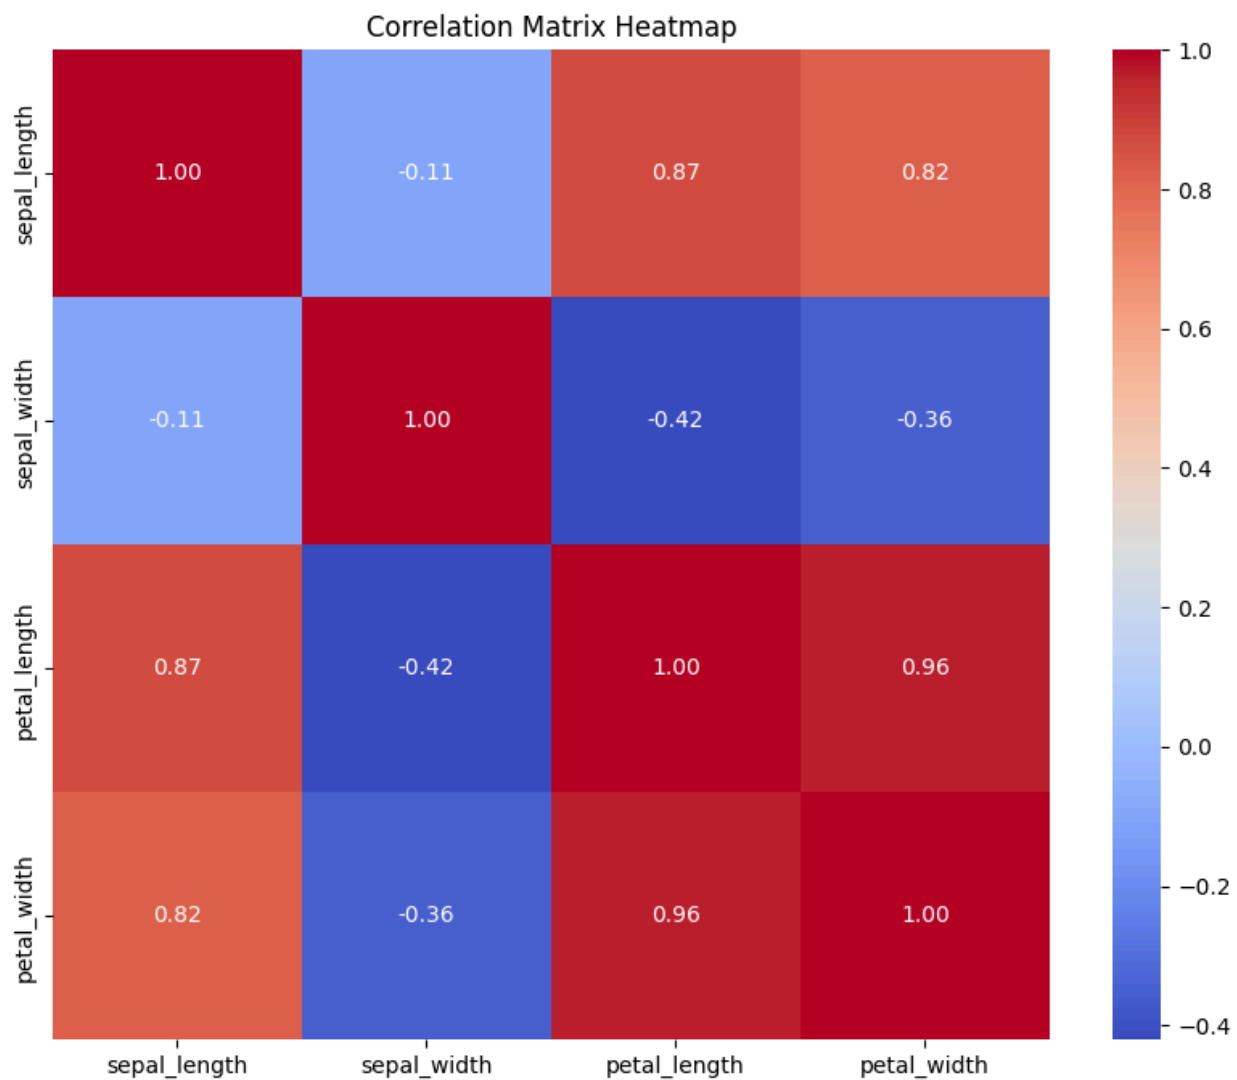 Correlation Matrix Heatmap
sepal_length
1.00
-0.11
0.87
0.82
sepal_width
-0.11
1.00
-0.42
-0.36
petal_length
0.87
-0.42
1.00
0.96
petal_width
0.82
-0.36
0.96
1.00
sepal_length
sepal_width
petal_length
petal_width
1.0
0.8
0.6
0.4
0.2
0.0
−0.2
−0.4